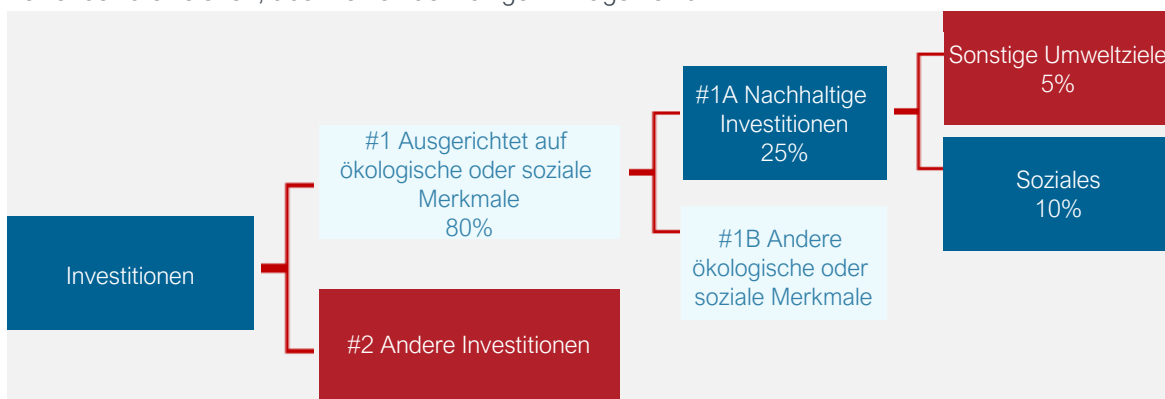 Investitionen
#1 Ausgerichtet auf
ökologische oder soziale
Merkmale
80%
#2 Andere Investitionen
#1A Nachhaltige
Investitionen
25%
#1B Andere
ökologische oder
soziale Merkmale
Sonstige Umweltziele
5%
Soziales
10%